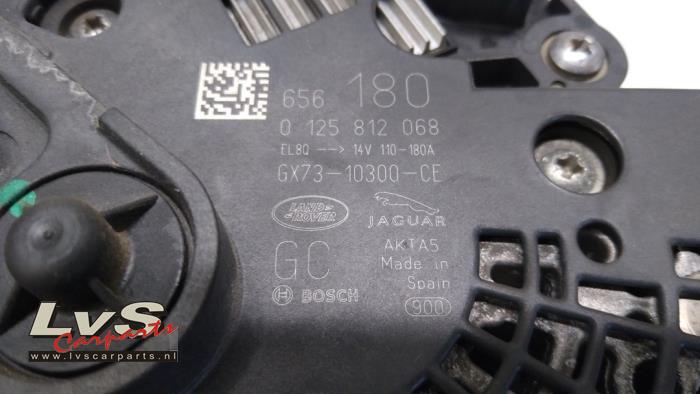 656 180
0 125 812 068
EL8Q --> 14V 110-180A
GX73-10300-CE
LAND ROVER
JAGUAR
GC
AKTA5
Made in
Spain
BOSCH
900
LvS
Carparts
www.lvscarparts.nl